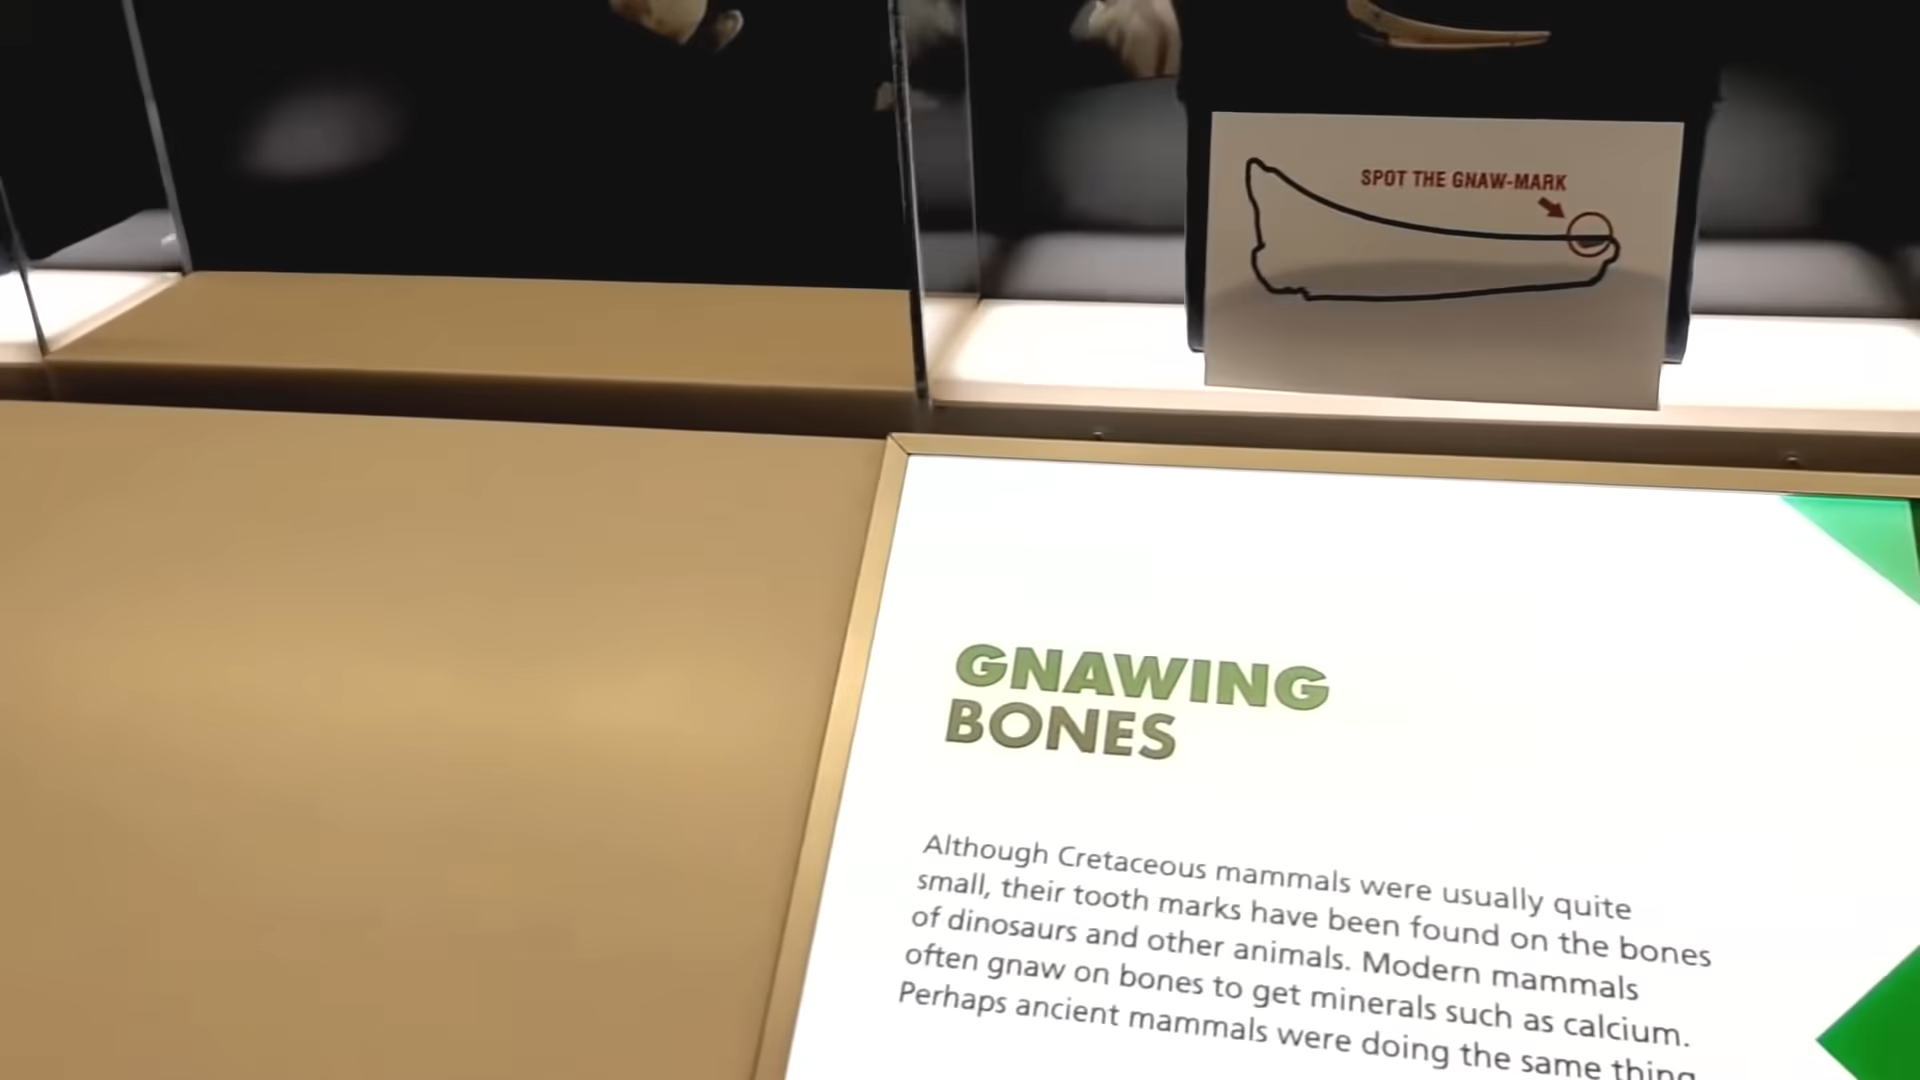 SPOT THE GNAW-MARK
GNAWING
BONES
Although Cretaceous mammals were usually quite
small, their tooth marks have been found on the bones
of dinosaurs and other animals. Modern mammals
often gnaw on bones to get minerals such as calcium.
Perhaps ancient mammals were doing the same thing